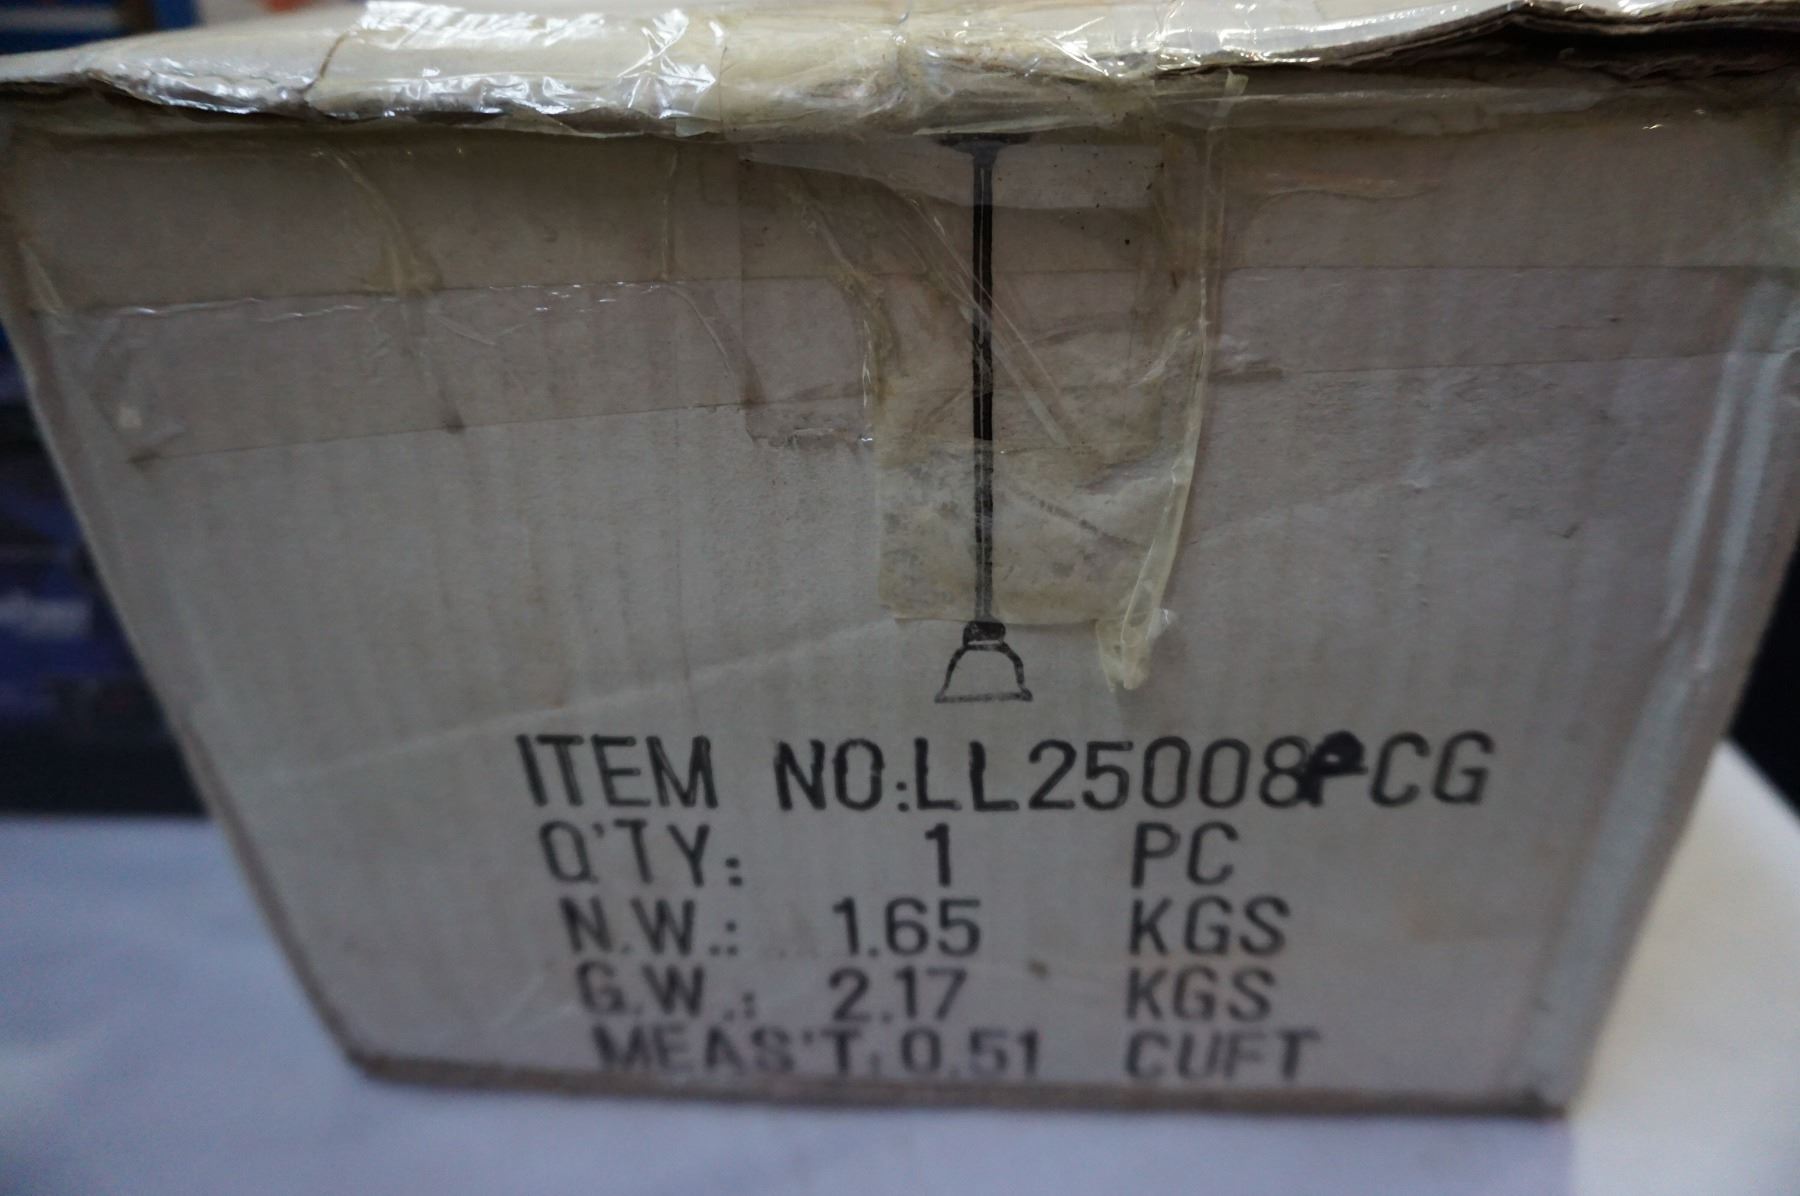 ITEM NO:LL25008PCG
Q'TY: 1 PC
N.W.: 1.65 KGS
G.W.: 2.17 KGS
MEAS'T: 0.51 CUFT